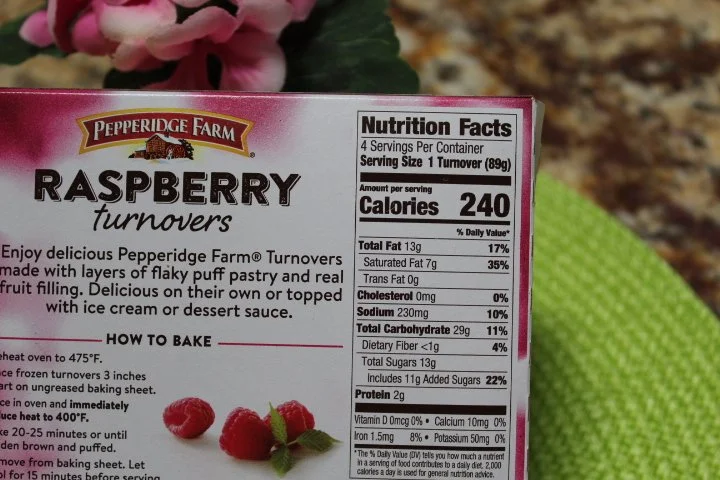 PEPPERIDGE FARM®
RASPBERRY
turnovers
Enjoy delicious Pepperidge Farm® Turnovers
made with layers of flaky puff pastry and real
fruit filling. Delicious on their own or topped
with ice cream or dessert sauce.
HOW TO BAKE
eheat oven to 475°F.
ce frozen turnovers 3 inches
art on ungreased baking sheet.
ce in oven and immediately
uce heat to 400°F.
ke 20-25 minutes or until
den brown and puffed.
move from baking sheet. Let
ol for 15 minutes before serving
Nutrition Facts
4 Servings Per Container
Serving Size 1 Turnover (89g)
Amount per serving
Calories 240
% Daily Value*
Total Fat 13g 17%
Saturated Fat 7g 35%
Trans Fat 0g
Cholesterol 0mg 0%
Sodium 230mg 10%
Total Carbohydrate 29g 11%
Dietary Fiber <1g 4%
Total Sugars 13g
Includes 11g Added Sugars 22%
Protein 2g
Vitamin D 0mcg 0% • Calcium 10mg 0%
Iron 1.5mg 8% • Potassium 50mg 0%
*The % Daily Value (DV) tells you how much a nutrient
in a serving of food contributes to a daily diet. 2,000
calories a day is used for general nutrition advice.